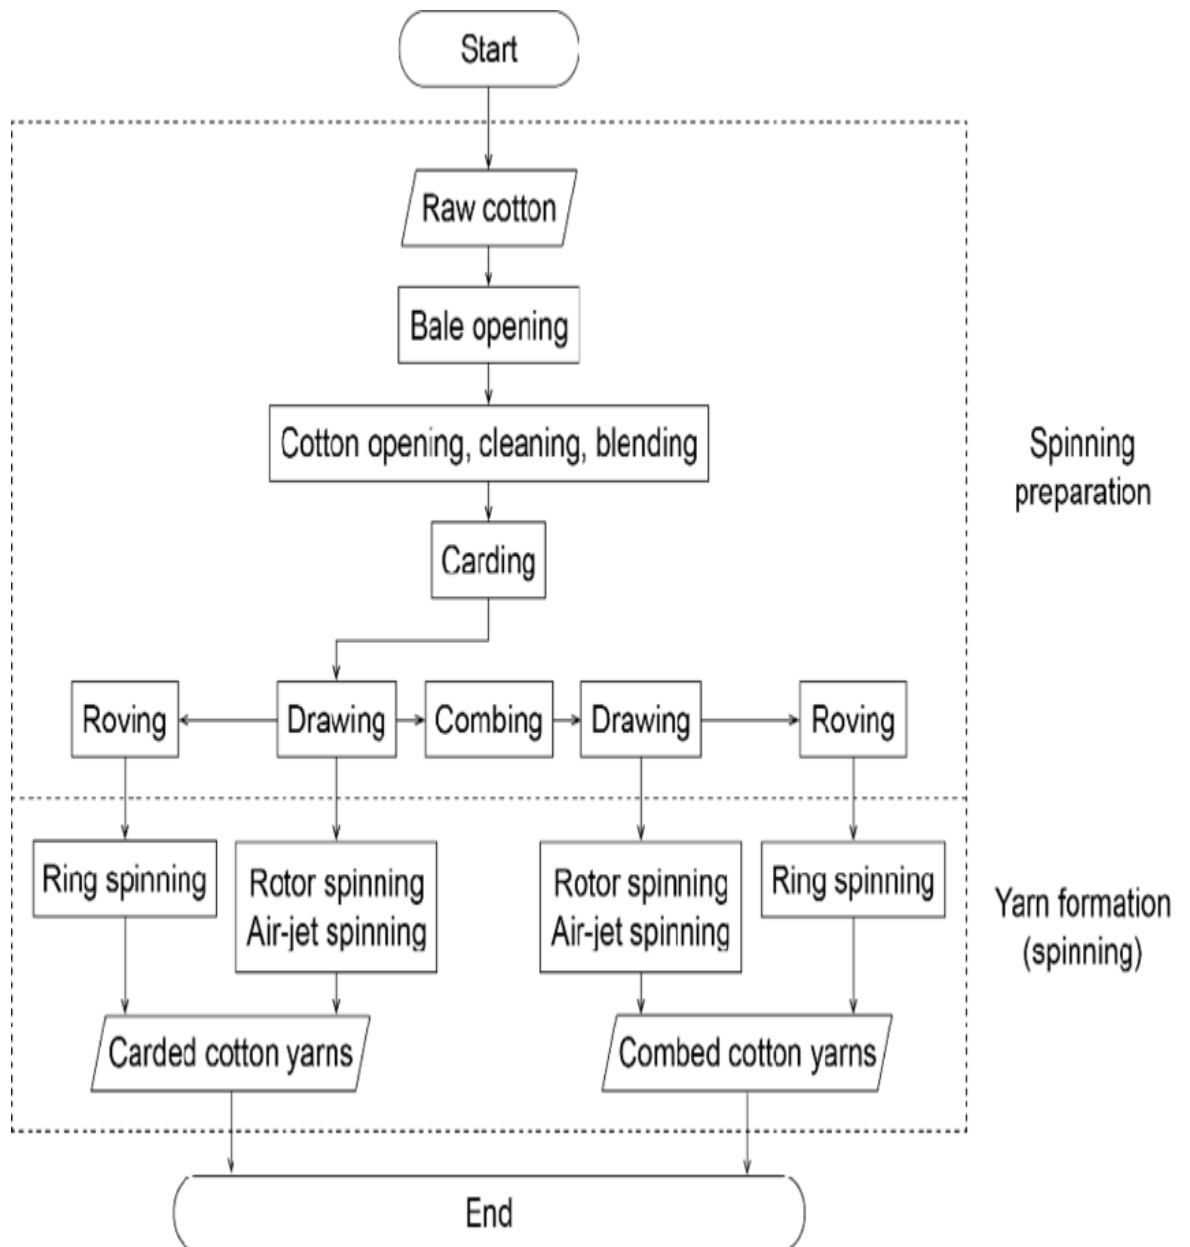 Start
Raw cotton
Bale opening
Cotton opening, cleaning, blending
Spinning
preparation
Carding
Roving
Drawing
Combing
Drawing
Roving
Ring spinning
Rotor spinning
Air-jet spinning
Rotor spinning
Air-jet spinning
Ring spinning
Yarn formation
(spinning)
Carded cotton yarns
Combed cotton yarns
End